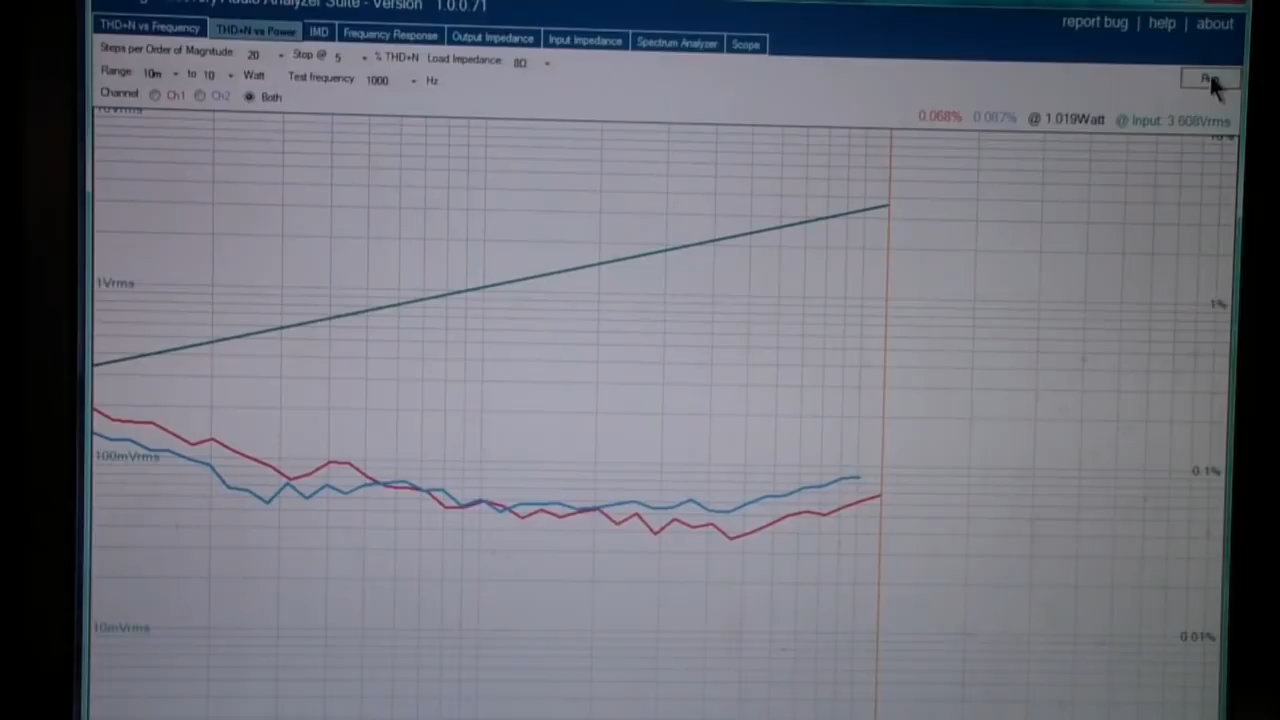 Audio Analyzer Suite - Version 1.0.0.71
report bug | help | about
THD+N vs Frequency THD+N vs Power IMD Frequency Response Output Impedance Input Impedance Spectrum Analyzer Scope
Steps per Order of Magnitude: 20 Stop @ 5 % THD+N Load Impedance: 8Ω
Range: 10m to 10 Watt Test frequency 1000 Hz
Channel: Ch1 Ch2 Both
0.068% 0.087% @ 1.019Watt @ Input: 3.608Vrms
1Vrms
1%
100mVrms
0.1%
10mVrms
0.01%